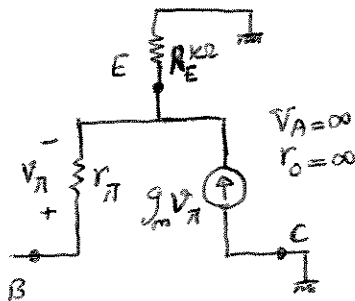 E R_E^{kΩ}
−
V_π r_π
+
g_m V_π
V_A = ∞
r_o = ∞
C
B